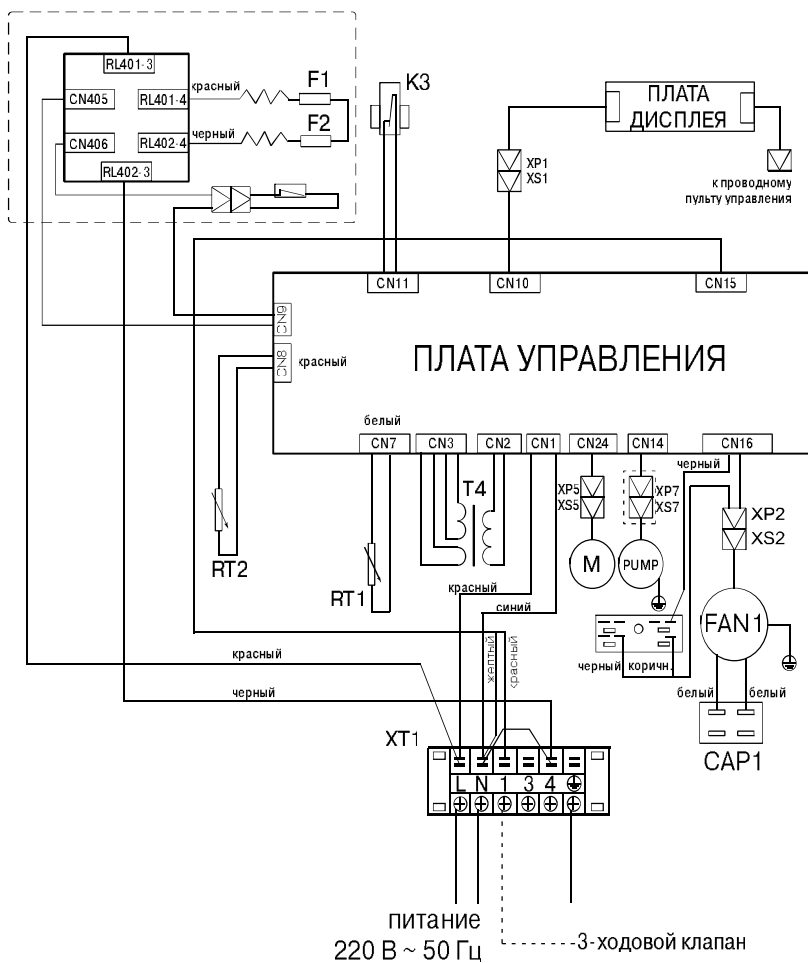 RL401-3
CN405
RL401-4
красный
F1
CN406
RL402-4
черный
F2
RL402-3
K3
ПЛАТА
ДИСПЛЕЯ
XP1
XS1
к проводному
пульту управления
CN11
CN10
CN15
CN9
CN8
красный
ПЛАТА УПРАВЛЕНИЯ
белый
CN7
CN3
CN2
CN1
CN24
CN14
CN16
черный
T4
XP5
XS5
XP7
XS7
XP2
XS2
RT2
RT1
M
PUMP
FAN1
красный
синий
желтый
красный
черный
коричн.
белый
белый
CAP1
красный
черный
XT1
L N 1 3 4
питание
220 В ~ 50 Гц
3-ходовой клапан